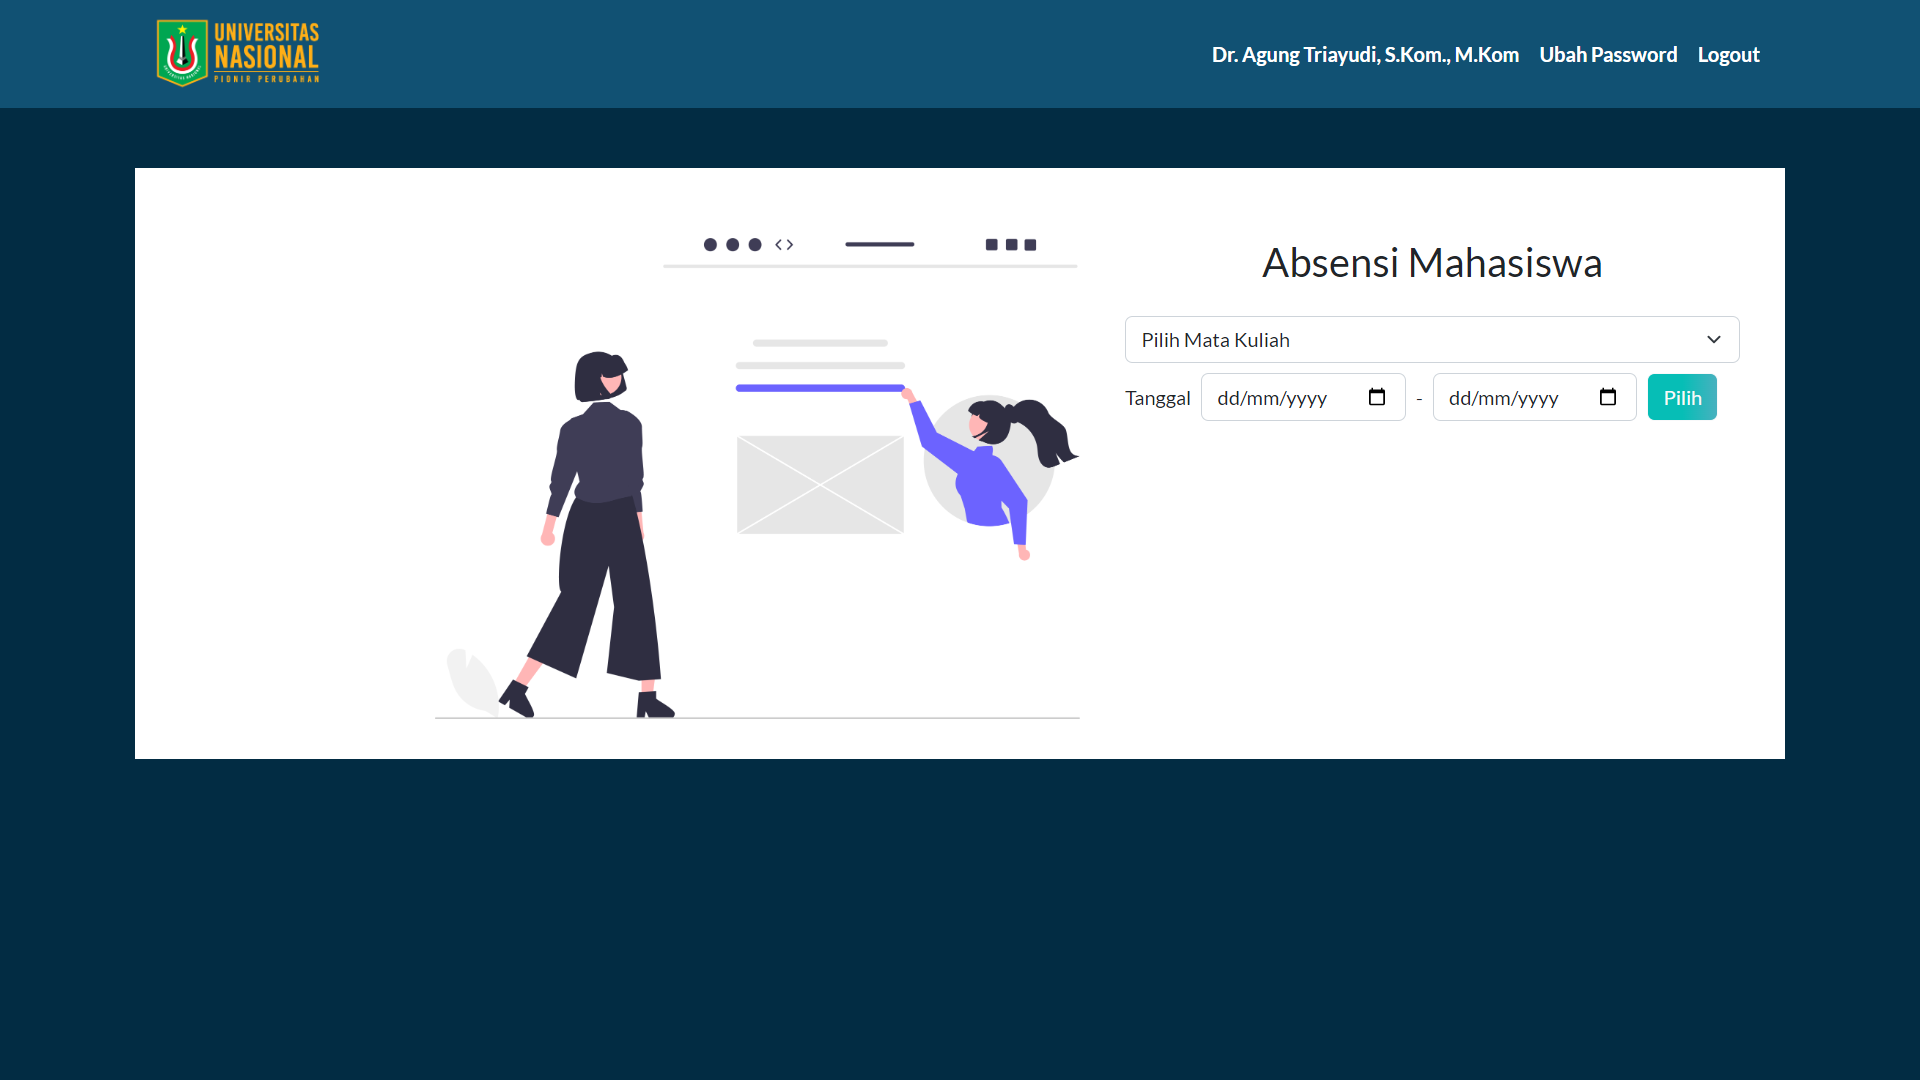 UNIVERSITAS
NASIONAL
PIONIR PERUBAHAN
Dr. Agung Triayudi, S.Kom., M.Kom Ubah Password Logout
Absensi Mahasiswa
Pilih Mata Kuliah
Tanggal dd/mm/yyyy - dd/mm/yyyy Pilih